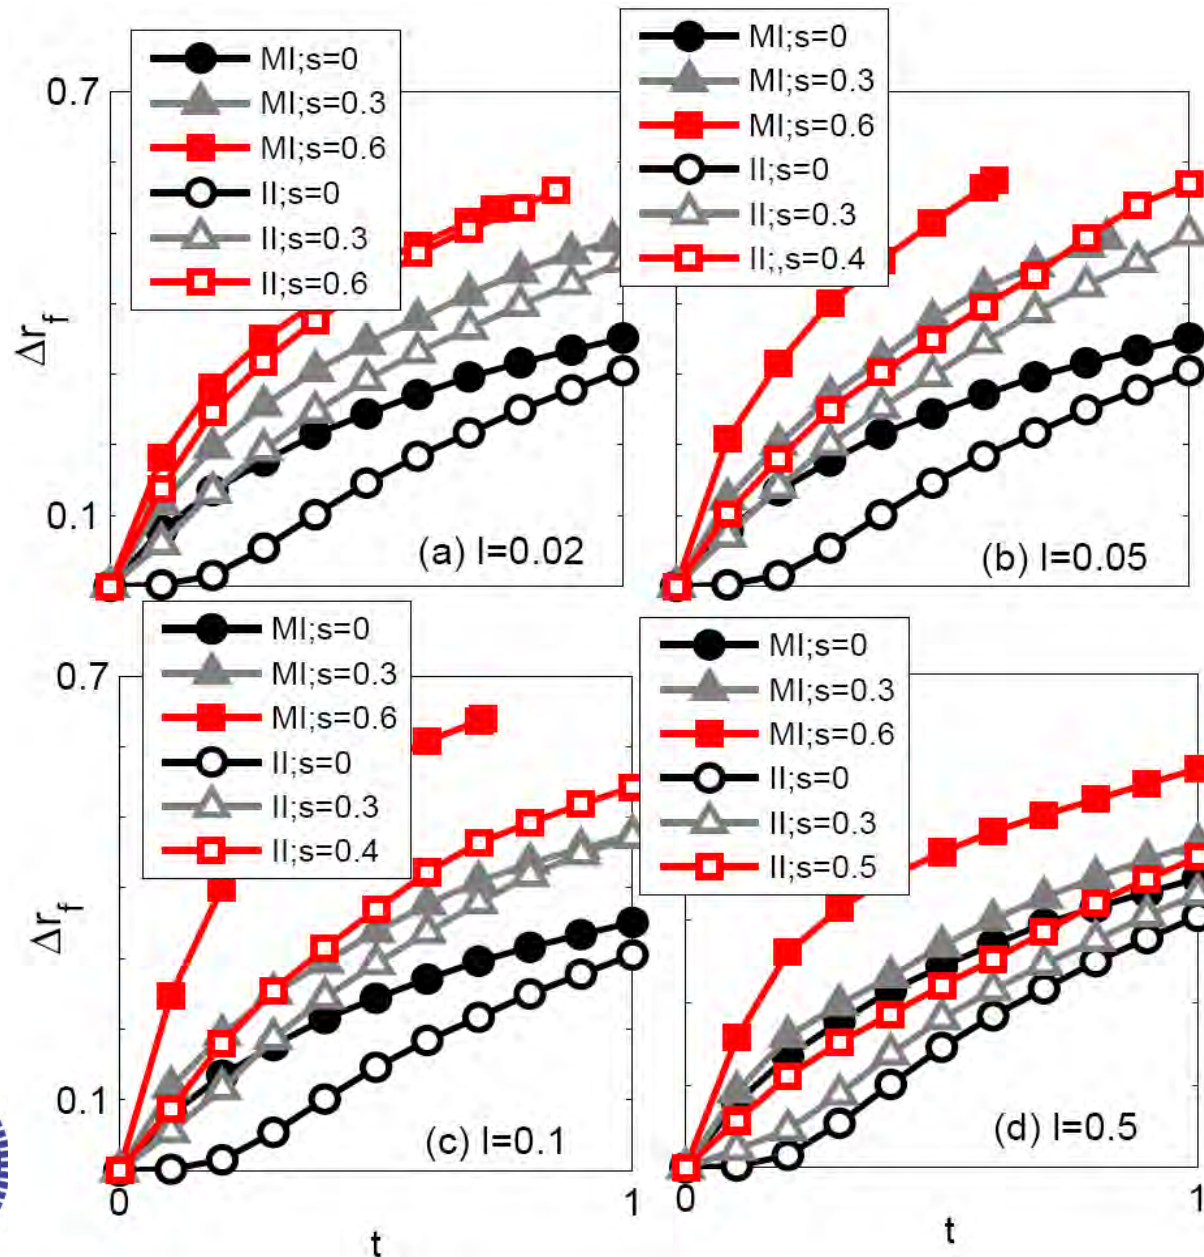 MI;s=0
MI;s=0.3
MI;s=0.6
II;s=0
II;s=0.3
II;s=0.6
0.7
Δr_f
0.1
(a) l=0.02
MI;s=0
MI;s=0.3
MI;s=0.6
II;s=0
II;s=0.3
II;,s=0.4
(b) l=0.05
MI;s=0
MI;s=0.3
MI;s=0.6
II;s=0
II;s=0.3
II;s=0.4
0.7
Δr_f
0.1
(c) l=0.1
0
1
t
MI;s=0
MI;s=0.3
MI;s=0.6
II;s=0
II;s=0.3
II;s=0.5
(d) l=0.5
0
1
t